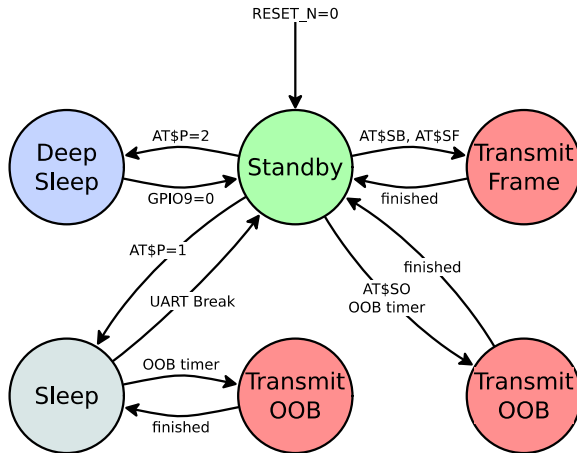 RESET_N=0
AT$P=2
AT$SB, AT$SF
Deep
Sleep
Standby
Transmit
Frame
GPIO9=0
finished
AT$P=1
finished
AT$SO
OOB timer
UART Break
OOB timer
Sleep
Transmit
OOB
Transmit
OOB
finished